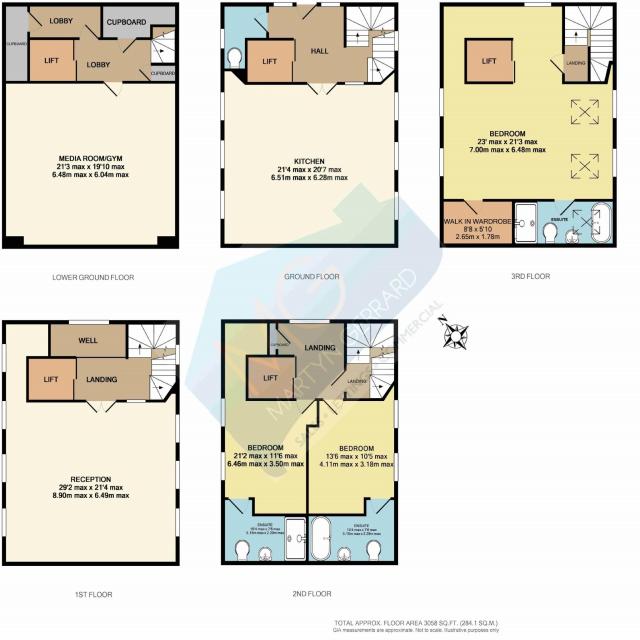 LOBBY
CUPBOARD
CUPBOARD
LIFT
LOBBY
CUPBOARD
MEDIA ROOM/GYM
21'3 max x 19'10 max
6.48m max x 6.04m max
LOWER GROUND FLOOR
HALL
LIFT
KITCHEN
21'4 max x 20'7 max
6.51m max x 6.28m max
GROUND FLOOR
LIFT
LANDING
BEDROOM
23' max x 21'3 max
7.00m max x 6.48m max
WALK IN WARDROBE
8'8 x 5'10
2.65m x 1.78m
ENSUITE
3RD FLOOR
WELL
LIFT
LANDING
RECEPTION
29'2 max x 21'4 max
8.90m max x 6.49m max
1ST FLOOR
CUPBOARD
LANDING
LIFT
LANDING
BEDROOM
21'2 max x 11'6 max
6.46m max x 3.50m max
BEDROOM
13'6 max x 10'5 max
4.11m max x 3.18m max
ENSUITE
ENSUITE
2ND FLOOR
N
MARTYN GERRARD
SALES • LETTINGS • COMMERCIAL
TOTAL APPROX. FLOOR AREA 3058 SQ.FT. (284.1 SQ.M.)
GIA measurements are approximate. Not to scale. Illustrative purposes only